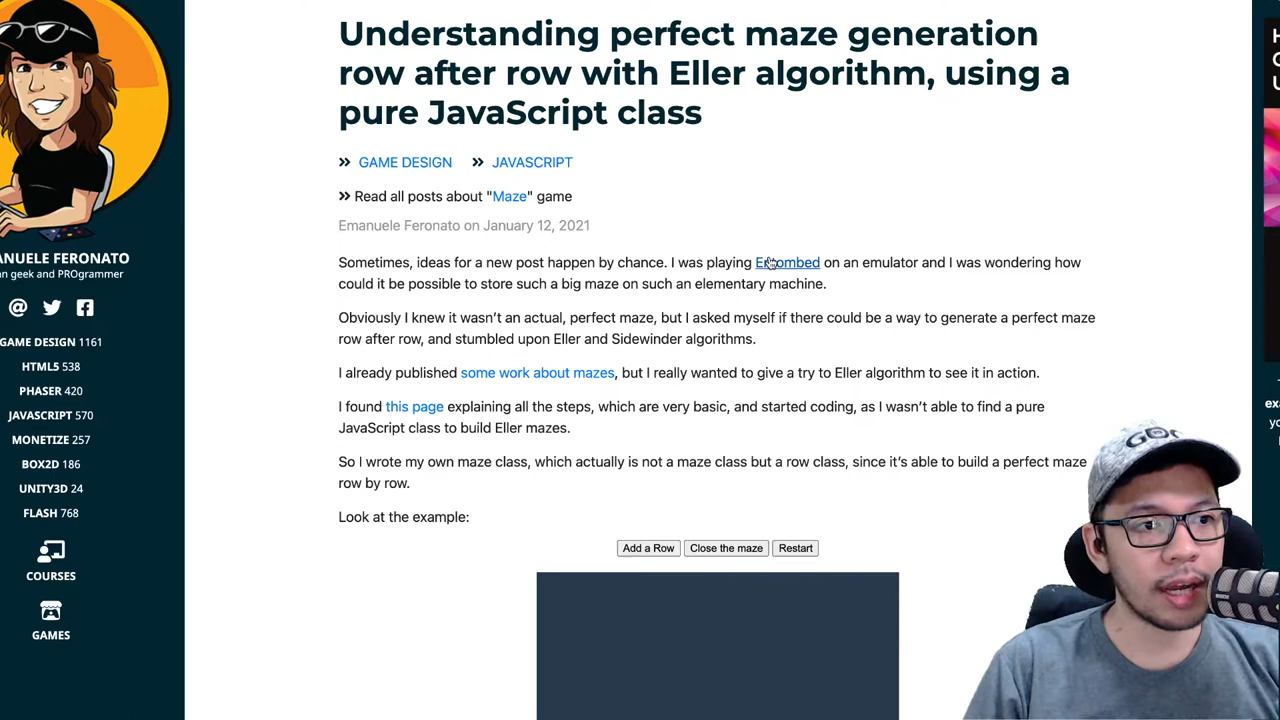 Understanding perfect maze generation
row after row with Eller algorithm, using a
pure JavaScript class
GAME DESIGN
JAVASCRIPT
Read all posts about "Maze" game
Emanuele Feronato on January 12, 2021
Sometimes, ideas for a new post happen by chance. I was playing Entombed on an emulator and I was wondering how
could it be possible to store such a big maze on such an elementary machine.
Obviously I knew it wasn't an actual, perfect maze, but I asked myself if there could be a way to generate a perfect maze
row after row, and stumbled upon Eller and Sidewinder algorithms.
I already published some work about mazes, but I really wanted to give a try to Eller algorithm to see it in action.
I found this page explaining all the steps, which are very basic, and started coding, as I wasn't able to find a pure
JavaScript class to build Eller mazes.
So I wrote my own maze class, which actually is not a maze class but a row class, since it's able to build a perfect maze
row by row.
Look at the example:
Add a Row
Close the maze
Restart
ANUELE FERONATO
an geek and PROgrammer
GAME DESIGN 1161
HTML5 538
PHASER 420
JAVASCRIPT 570
MONETIZE 257
BOX2D 186
UNITY3D 24
FLASH 768
COURSES
GAMES
GDC